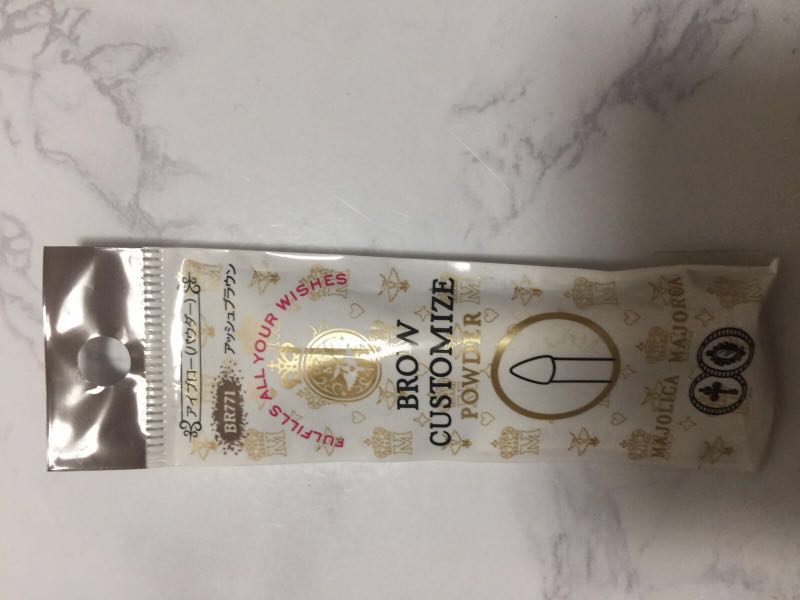 アイブロー(パウダー)
BR771 アッシュブラウン
FULFILLS ALL YOUR WISHES
BROW
CUSTOMIZE
POWDER
MAJOLICA MAJORCA